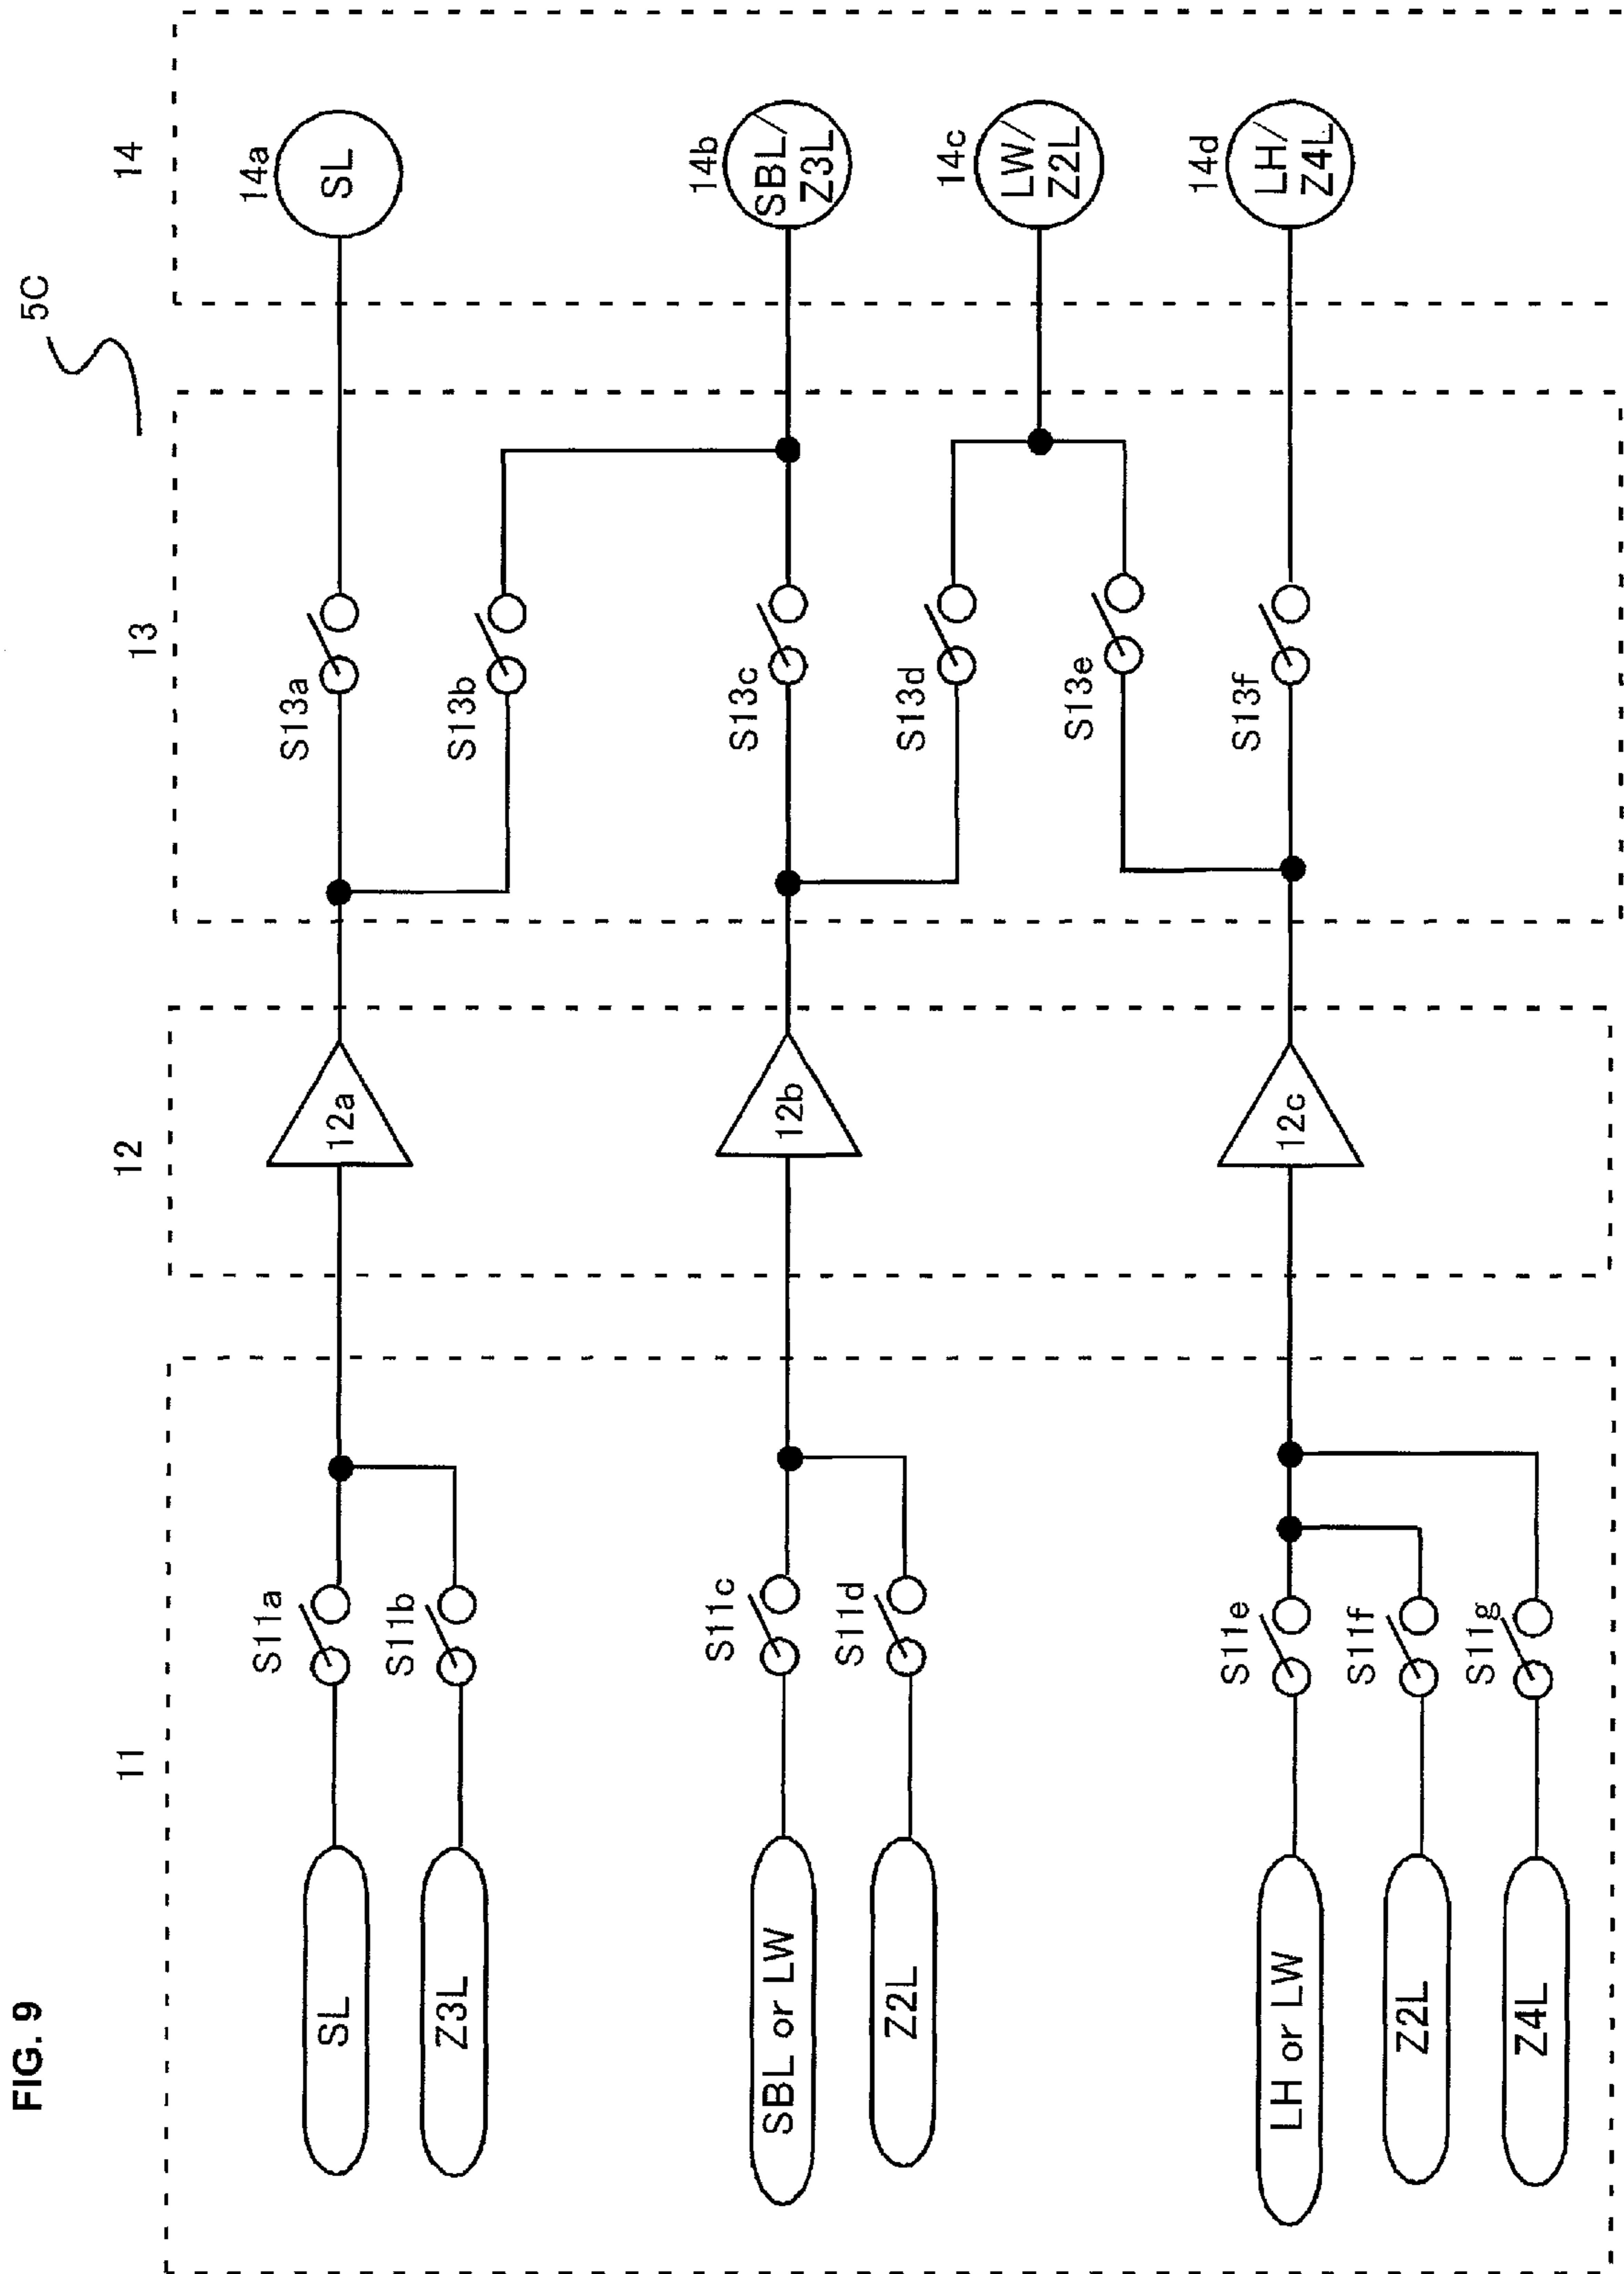 FIG. 9
5C
11
12
13
14
SL
S11a
12a
S13a
14a
SL
Z3L
S11b
S13b
SBL or LW
S11c
12b
S13c
14b
SBL/
Z3L
Z2L
S11d
S13d
14c
LW/
Z2L
S13e
LH or LW
S11e
12c
S13f
14d
LH/
Z4L
Z2L
S11f
Z4L
S11g